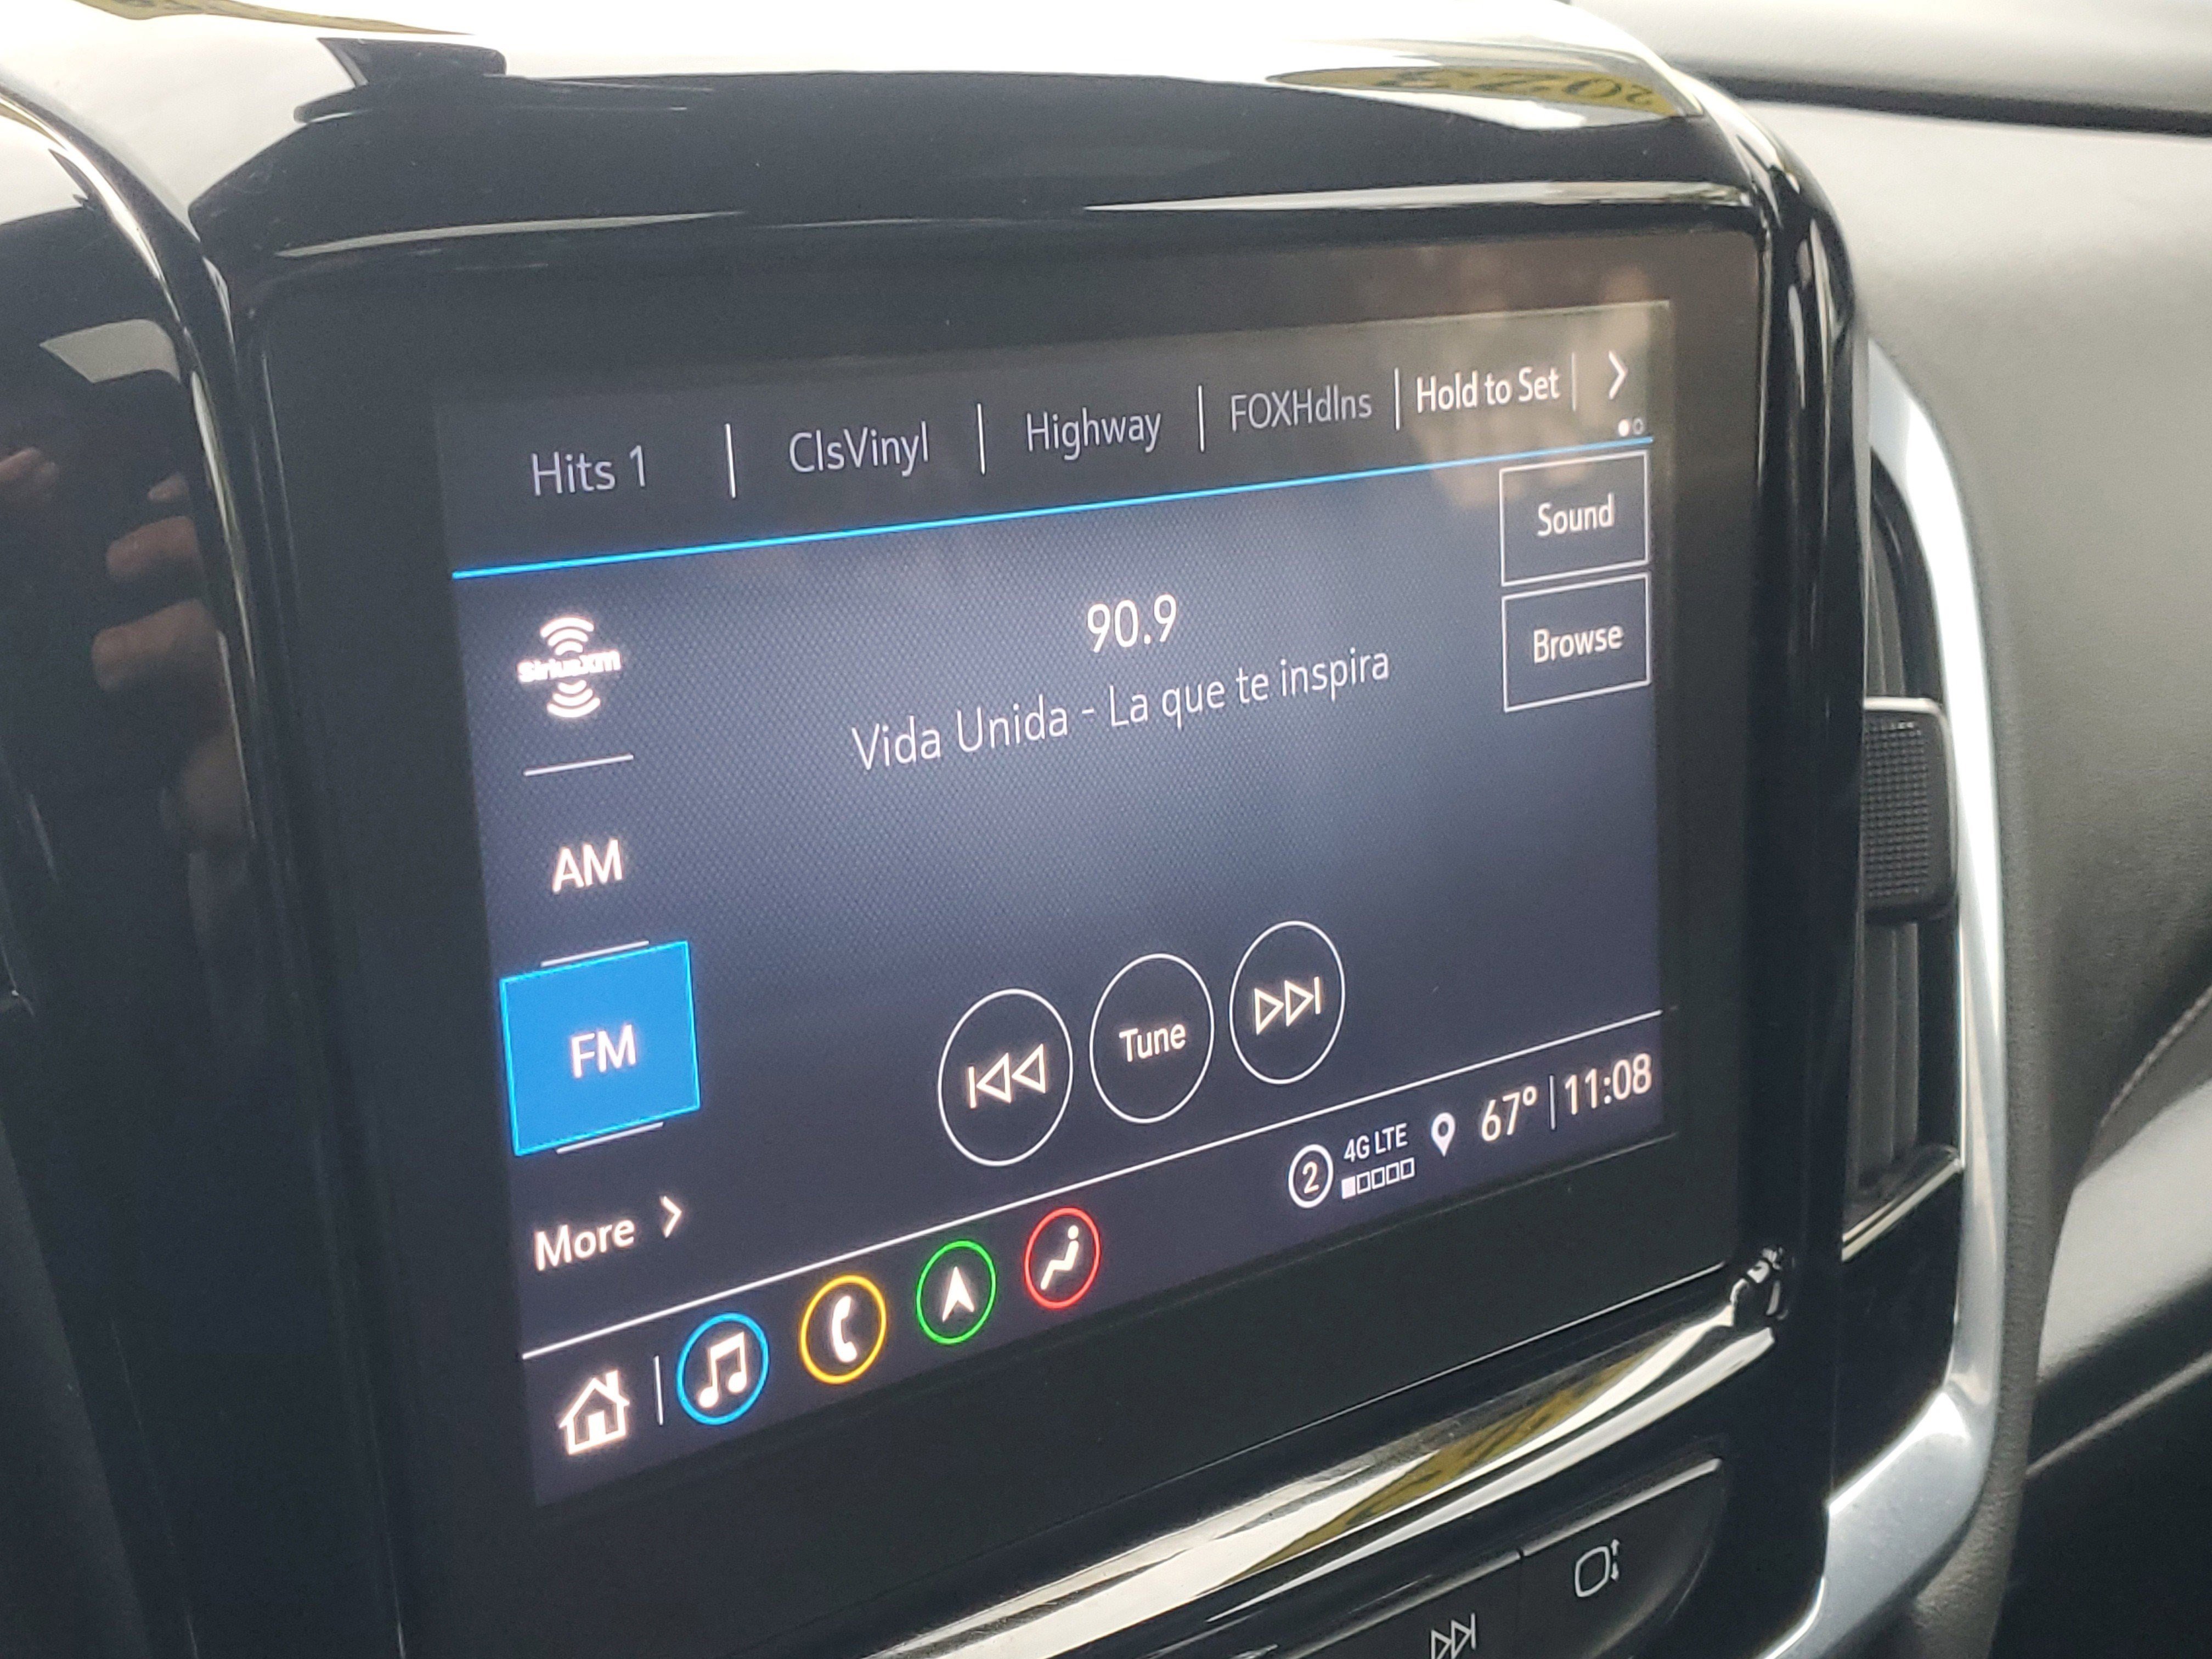 2023
Hits 1 | ClsVinyl | Highway | FOXHdlns | Hold to Set
Sound
Browse
SiriusXM
90.9
Vida Unida - La que te inspira
AM
FM
Tune
More
2 4G LTE 67° | 11:08